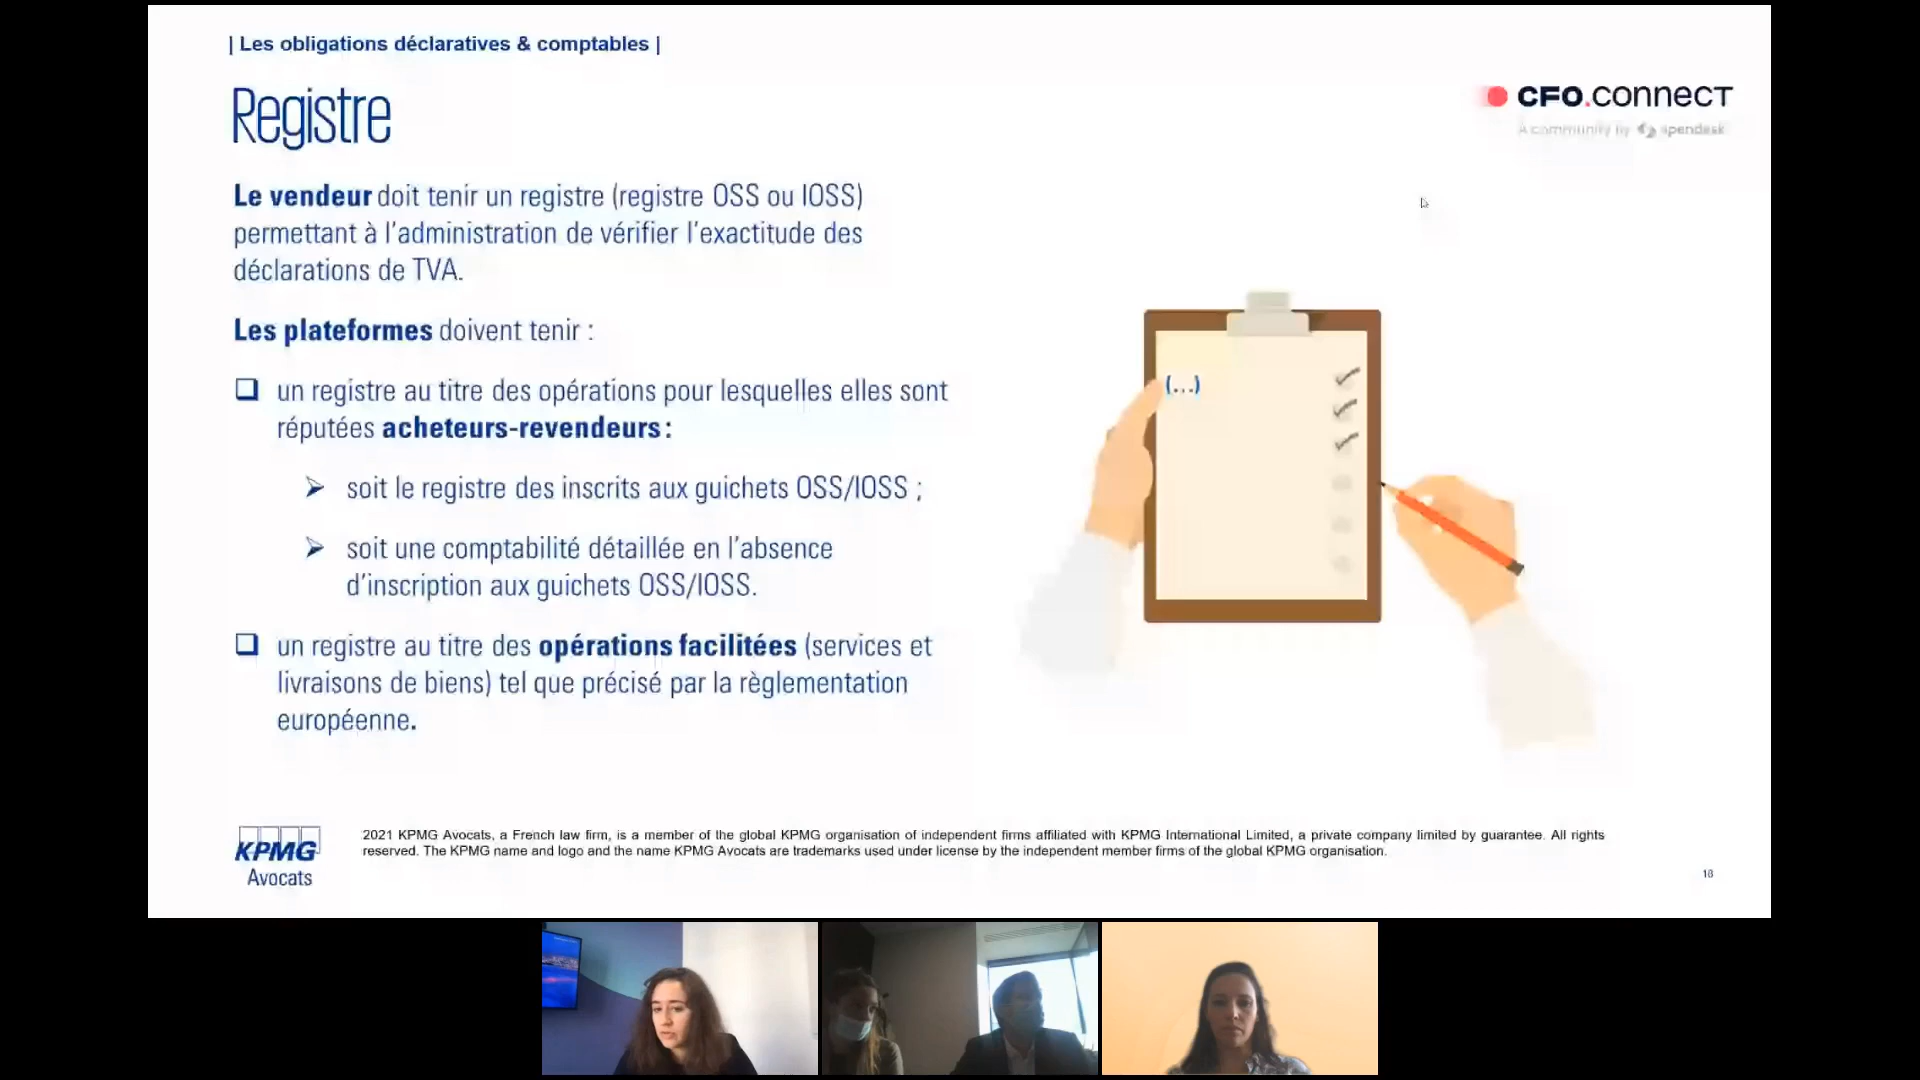 | Les obligations déclaratives & comptables |
Registre
CFO.connect
A community by spendesk
Le vendeur doit tenir un registre (registre OSS ou IOSS)
permettant à l'administration de vérifier l'exactitude des
déclarations de TVA.
Les plateformes doivent tenir :
un registre au titre des opérations pour lesquelles elles sont
réputées acheteurs-revendeurs :
soit le registre des inscrits aux guichets OSS/IOSS ;
soit une comptabilité détaillée en l'absence
d'inscription aux guichets OSS/IOSS.
un registre au titre des opérations facilitées (services et
livraisons de biens) tel que précisé par la règlementation
européenne.
(...)
KPMG
Avocats
2021 KPMG Avocats, a French law firm, is a member of the global KPMG organisation of independent firms affiliated with KPMG International Limited, a private company limited by guarantee. All rights
reserved. The KPMG name and logo and the name KPMG Avocats are trademarks used under license by the independent member firms of the global KPMG organisation.
18